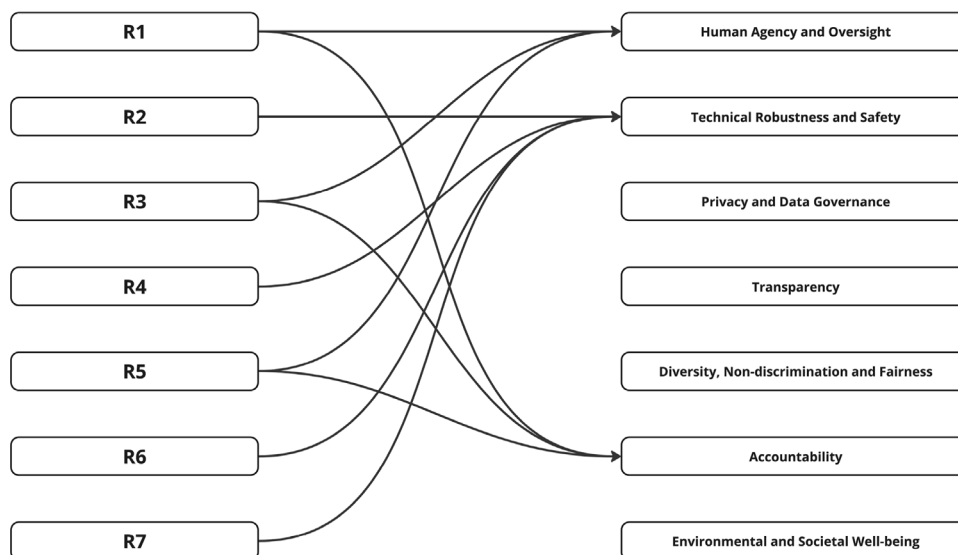 R1
Human Agency and Oversight
R2
Technical Robustness and Safety
R3
Privacy and Data Governance
R4
Transparency
R5
Diversity, Non-discrimination and Fairness
R6
Accountability
R7
Environmental and Societal Well-being